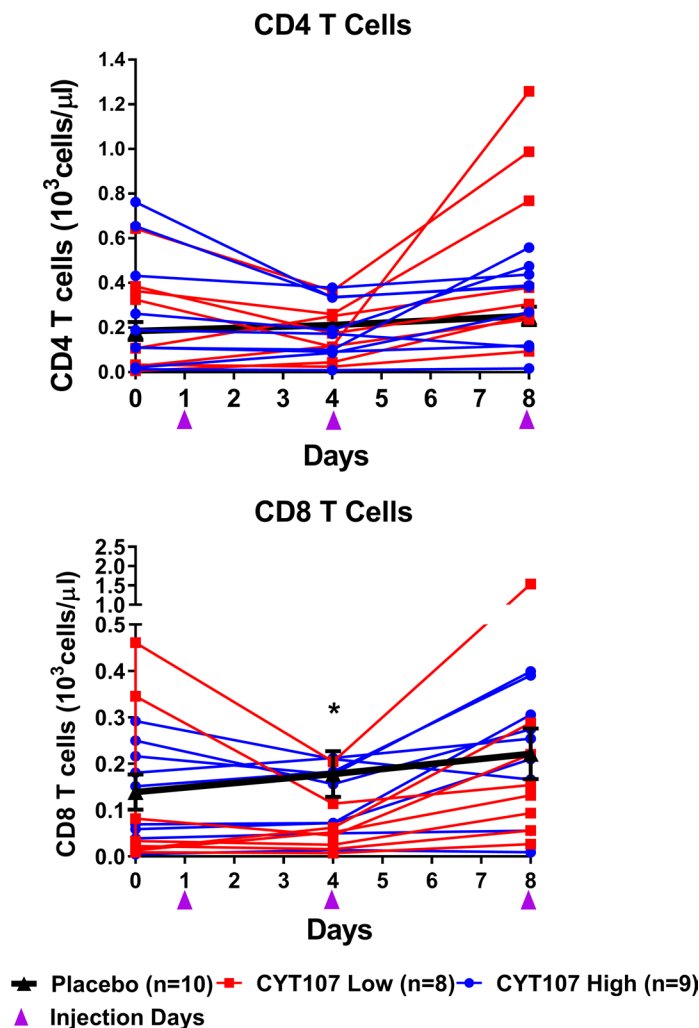 CD4 T Cells
CD4 T cells (10³cells/µl)
1.4
1.2
1.0
0.8
0.6
0.4
0.2
0.0
0 1 2 3 4 5 6 7 8
Days
CD8 T Cells
CD8 T cells (10³cells/µl)
2.5
2.0
1.5
1.0
0.5
0.4
0.3
*
0.2
0.1
0.0
0 1 2 3 4 5 6 7 8
Days
Placebo (n=10) CYT107 Low (n=8) CYT107 High (n=9)
Injection Days